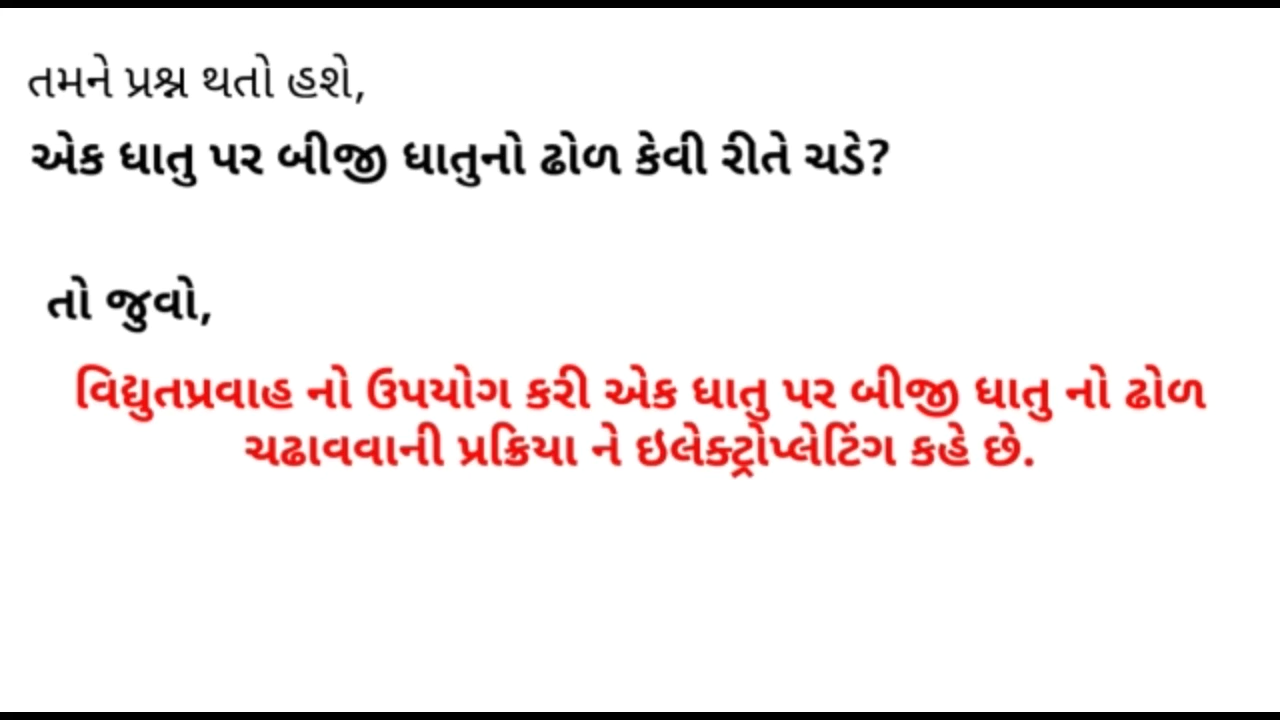 તમને પ્રશ્ન થતો હશે,
એક ધાતુ પર બીજી ધાતુનો ઢોળ કેવી રીતે ચડે?
તો જુવો,
વિદ્યુતપ્રવાહ નો ઉપયોગ કરી એક ધાતુ પર બીજી ધાતુ નો ઢોળ
ચઢાવવાની પ્રક્રિયા ને ઇલેક્ટ્રોપ્લેટિંગ કહે છે.